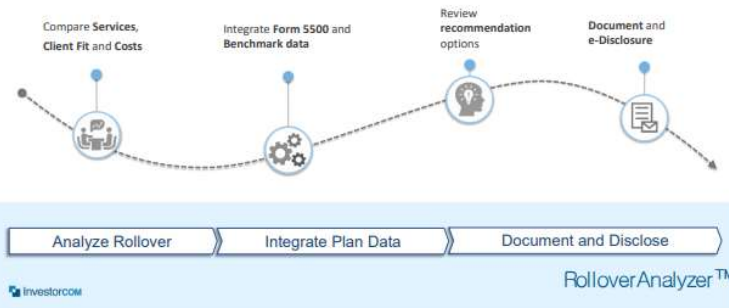 Compare Services,
Client Fit and Costs
Integrate Form 5500 and
Benchmark data
Review
recommendation
options
Document and
e-Disclosure
Analyze Rollover
Integrate Plan Data
Document and Disclose
InvestorCOM
RolloverAnalyzer™